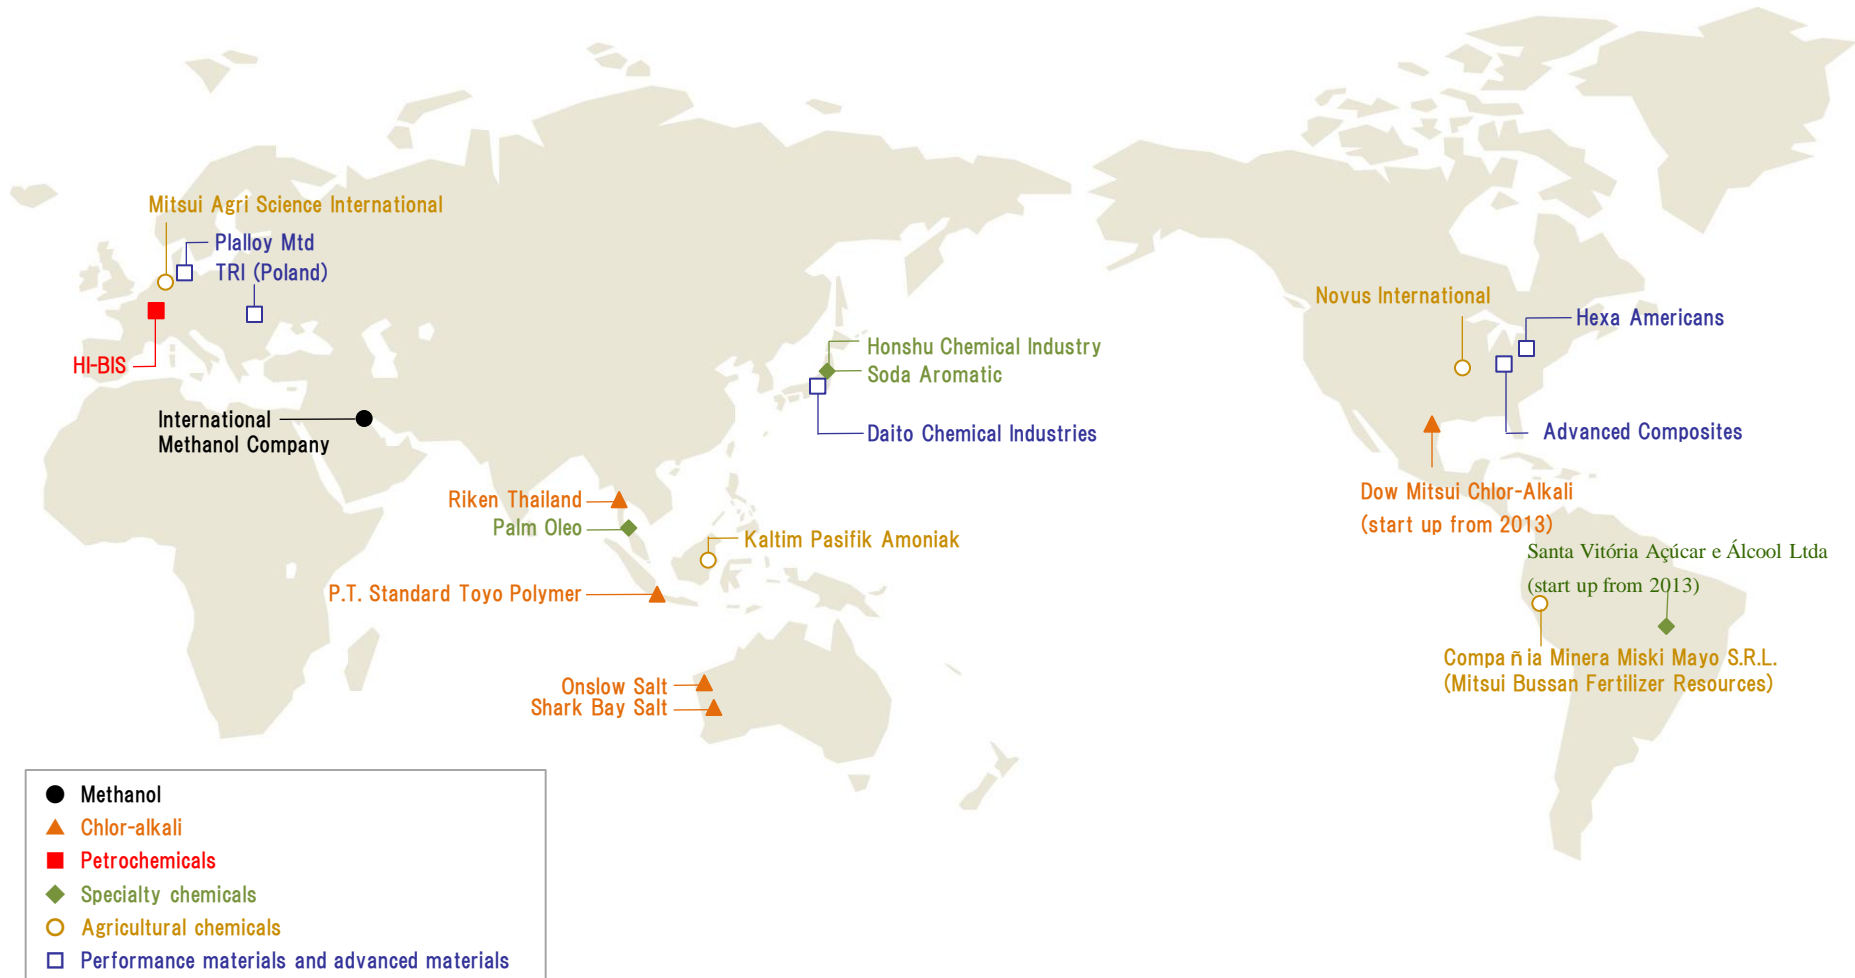 Mitsui Agri Science International
Plalloy Mtd
TRI (Poland)
HI-BIS
International
Methanol Company
Honshu Chemical Industry
Soda Aromatic
Daito Chemical Industries
Riken Thailand
Palm Oleo
Kaltim Pasifik Amoniak
P.T. Standard Toyo Polymer
Onslow Salt
Shark Bay Salt
Novus International
Hexa Americans
Advanced Composites
Dow Mitsui Chlor-Alkali
(start up from 2013)
Santa Vitória Açúcar e Álcool Ltda
(start up from 2013)
Compañia Minera Miski Mayo S.R.L.
(Mitsui Bussan Fertilizer Resources)
Methanol
Chlor-alkali
Petrochemicals
Specialty chemicals
Agricultural chemicals
Performance materials and advanced materials